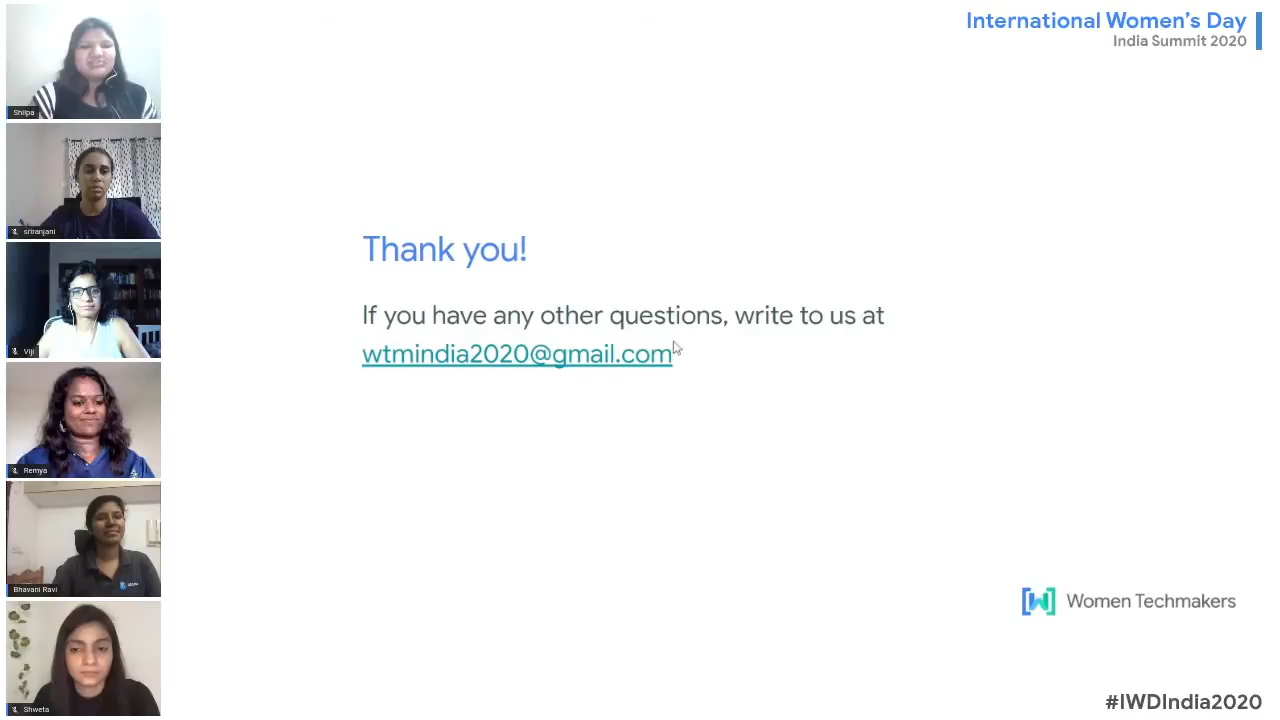 International Women's Day
India Summit 2020
Shilpa
sriranjani
Viji
Remya
Bhavani Ravi
Shweta
Thank you!
If you have any other questions, write to us at
wtmindia2020@gmail.com
Women Techmakers
#IWDIndia2020